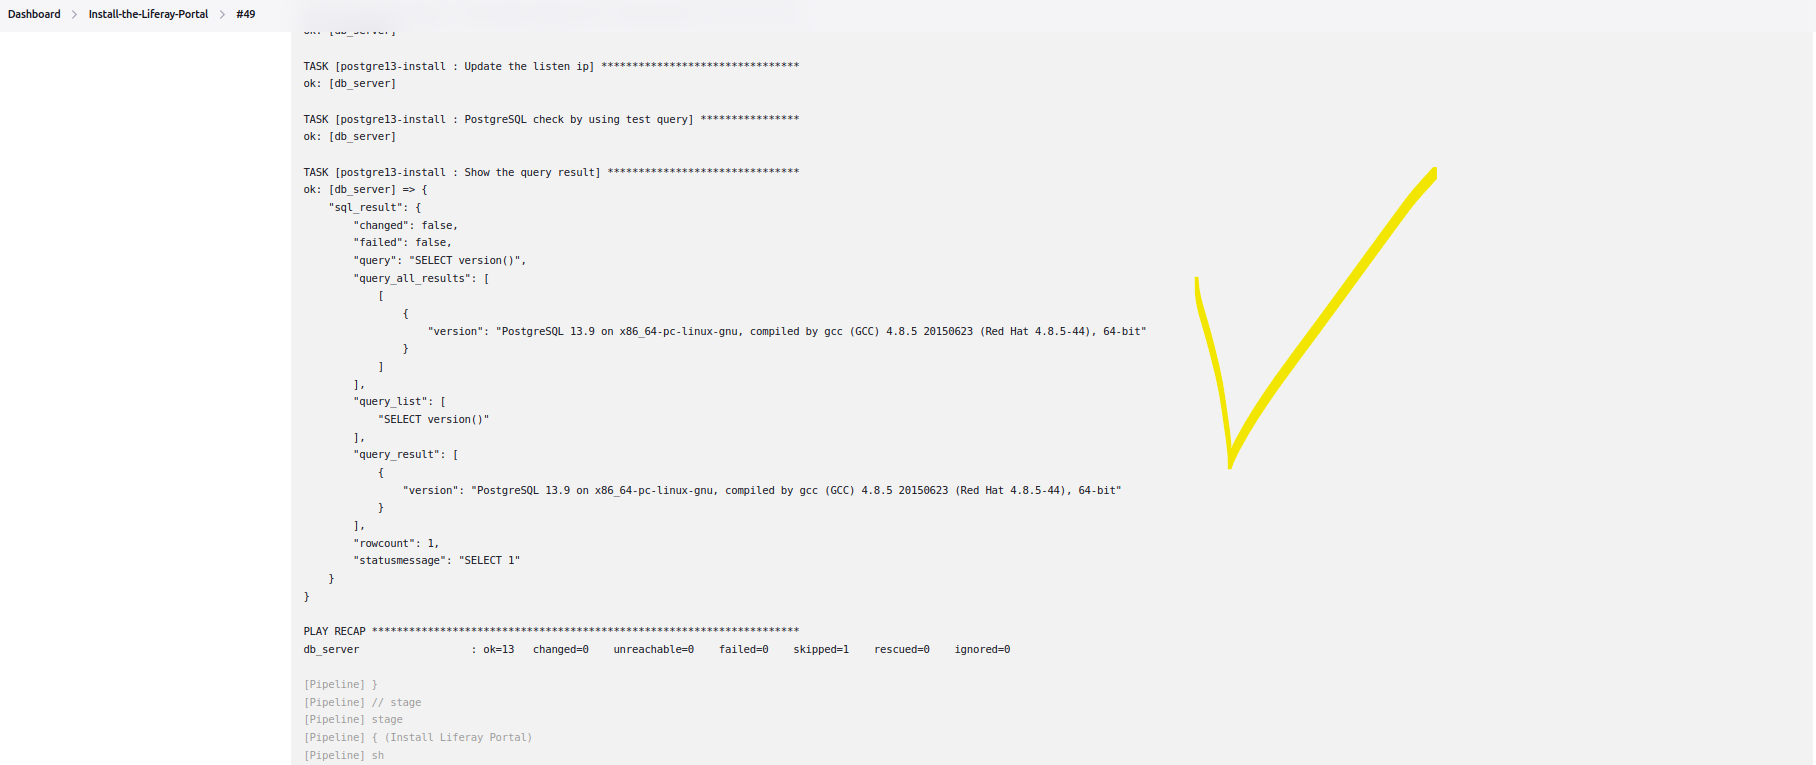 Dashboard > Install-the-Liferay-Portal > #49
ok: [db_server]
TASK [postgre13-install : Update the listen ip] ********************************
ok: [db_server]
TASK [postgre13-install : PostgreSQL check by using test query] ****************
ok: [db_server]
TASK [postgre13-install : Show the query result] *******************************
ok: [db_server] => {
    "sql_result": {
        "changed": false,
        "failed": false,
        "query": "SELECT version()",
        "query_all_results": [
            [
                {
                    "version": "PostgreSQL 13.9 on x86_64-pc-linux-gnu, compiled by gcc (GCC) 4.8.5 20150623 (Red Hat 4.8.5-44), 64-bit"
                }
            ]
        ],
        "query_list": [
            "SELECT version()"
        ],
        "query_result": [
            {
                "version": "PostgreSQL 13.9 on x86_64-pc-linux-gnu, compiled by gcc (GCC) 4.8.5 20150623 (Red Hat 4.8.5-44), 64-bit"
            }
        ],
        "rowcount": 1,
        "statusmessage": "SELECT 1"
    }
}
PLAY RECAP *********************************************************************
db_server                  : ok=13   changed=0    unreachable=0    failed=0    skipped=1    rescued=0    ignored=0
[Pipeline] }
[Pipeline] // stage
[Pipeline] stage
[Pipeline] { (Install Liferay Portal)
[Pipeline] sh